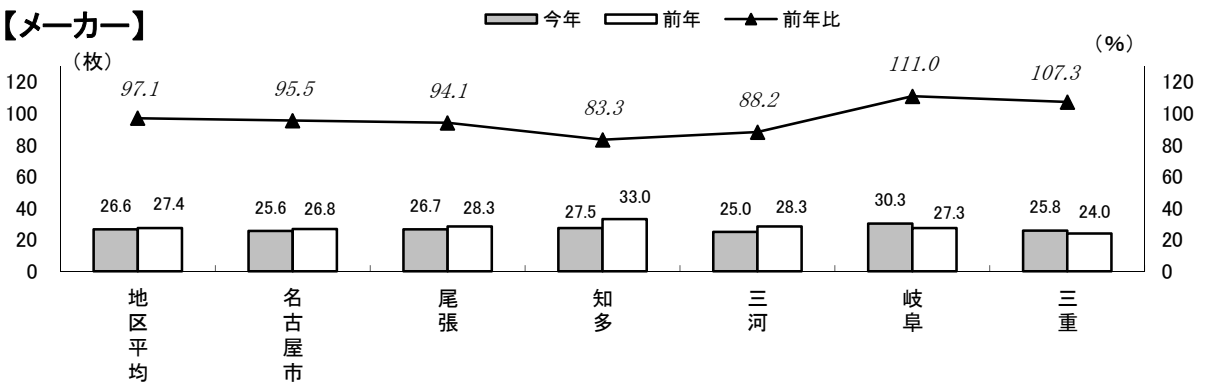 【メーカー】
今年 前年 前年比
(枚) (%)
97.1 95.5 94.1 83.3 88.2 111.0 107.3
120 120
100 100
80 80
60 60
40 40
20 20
0 0
26.6 27.4 25.6 26.8 26.7 28.3 27.5 33.0 25.0 28.3 30.3 27.3 25.8 24.0
地区平均 名古屋市 尾張 知多 三河 岐阜 三重